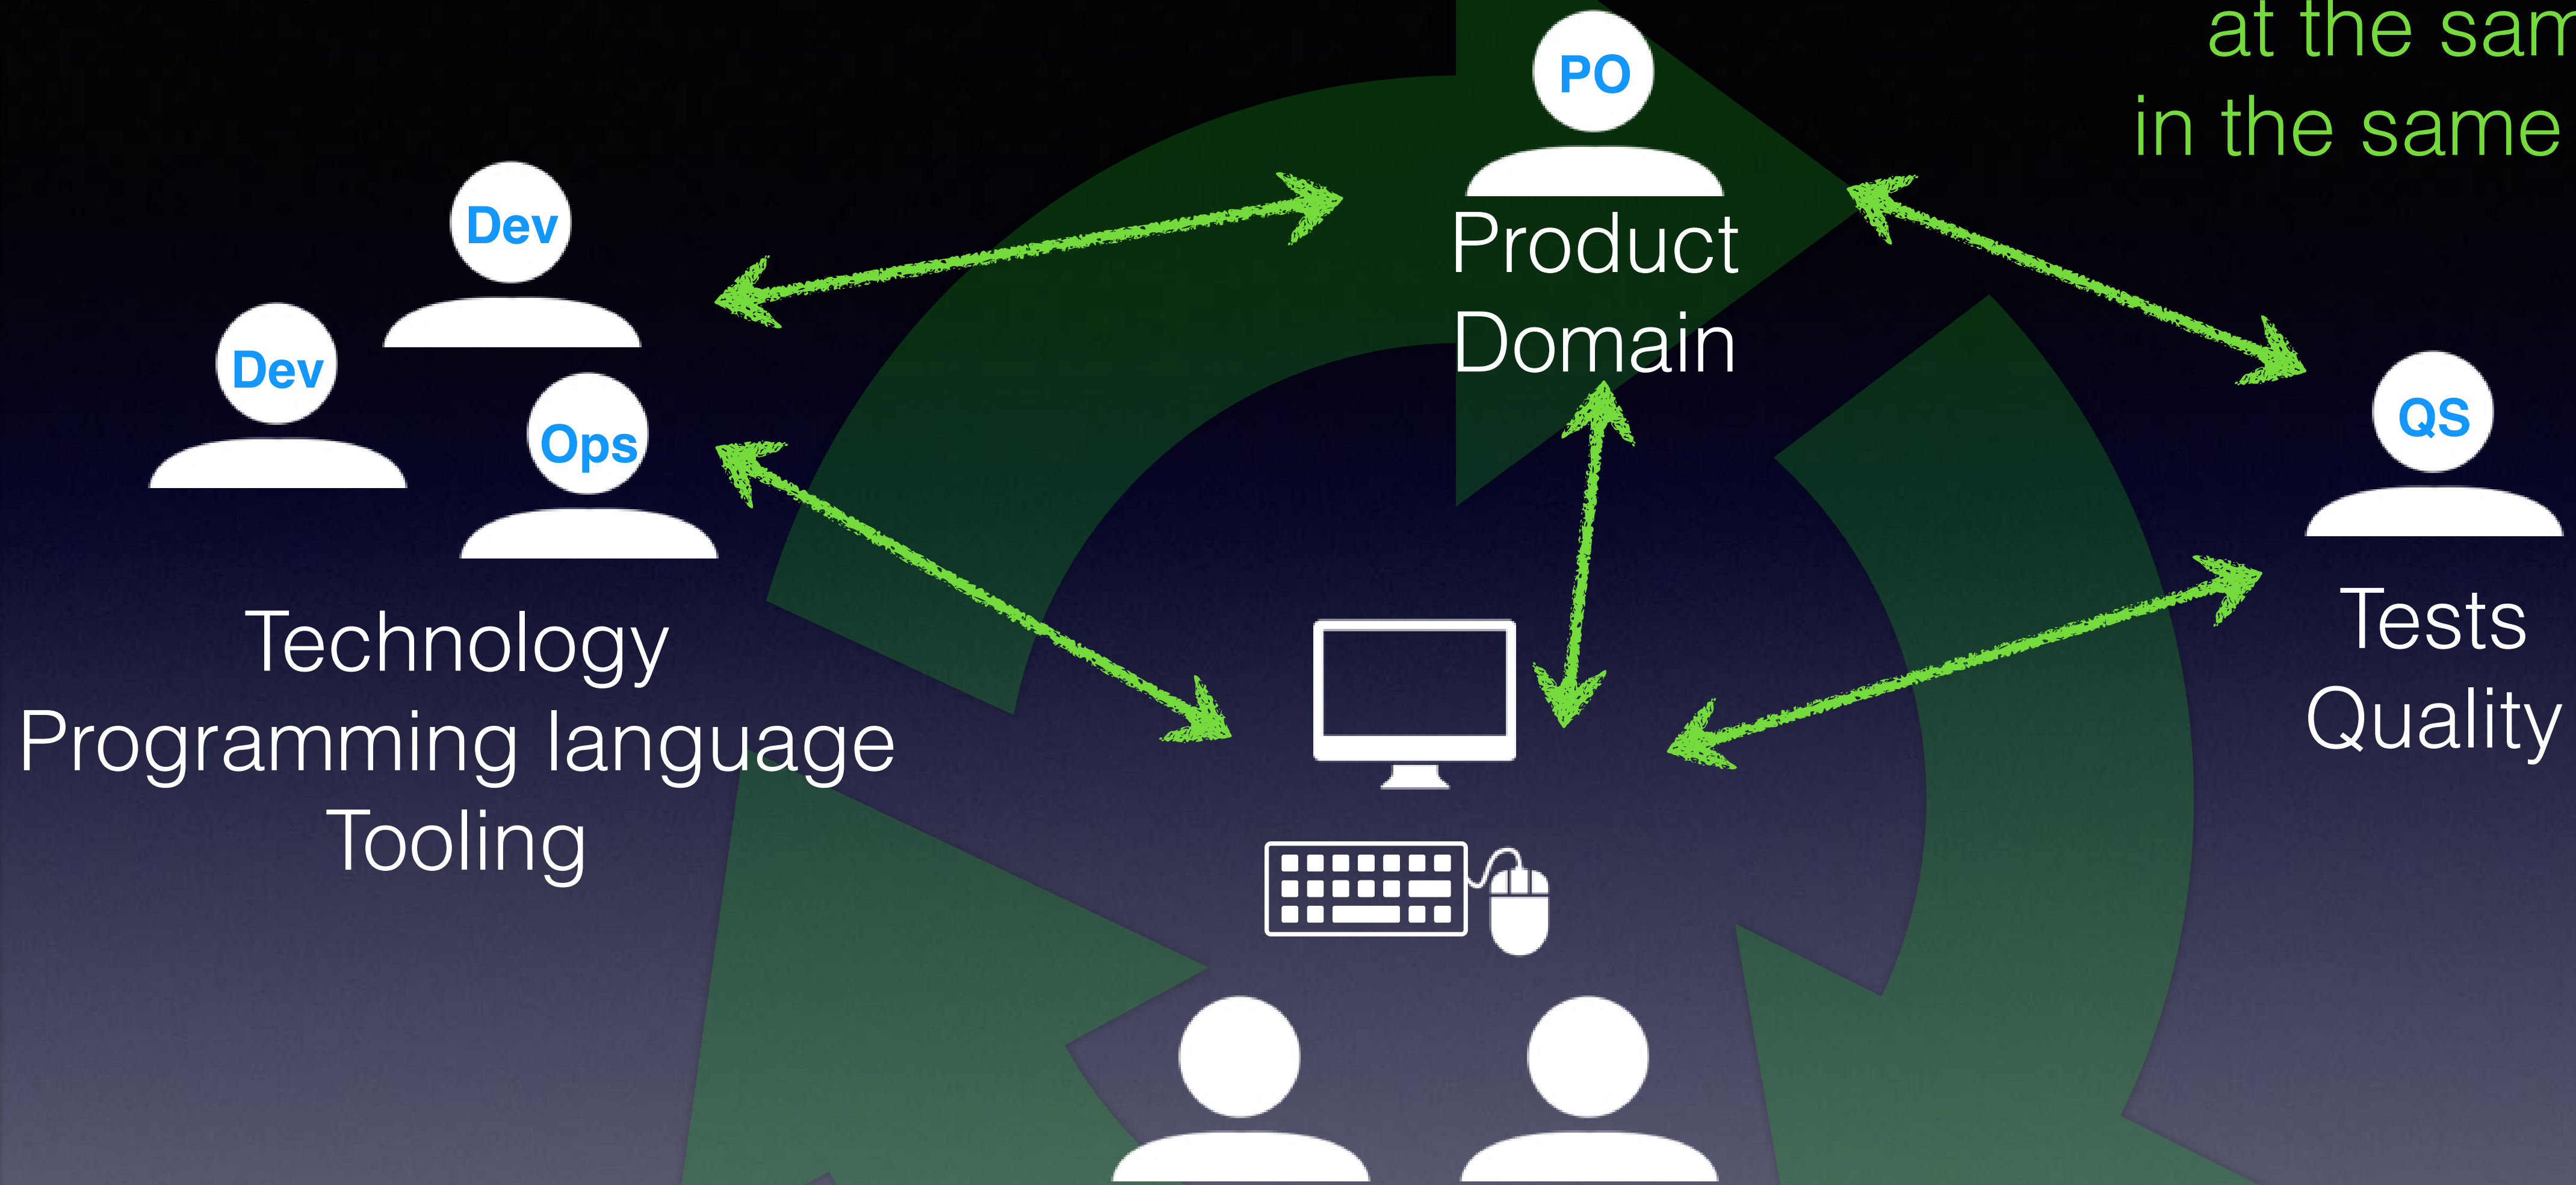 at the sam
in the same
PO
Product
Domain
Dev
Dev
Ops
Technology
Programming language
Tooling
QS
Tests
Quality